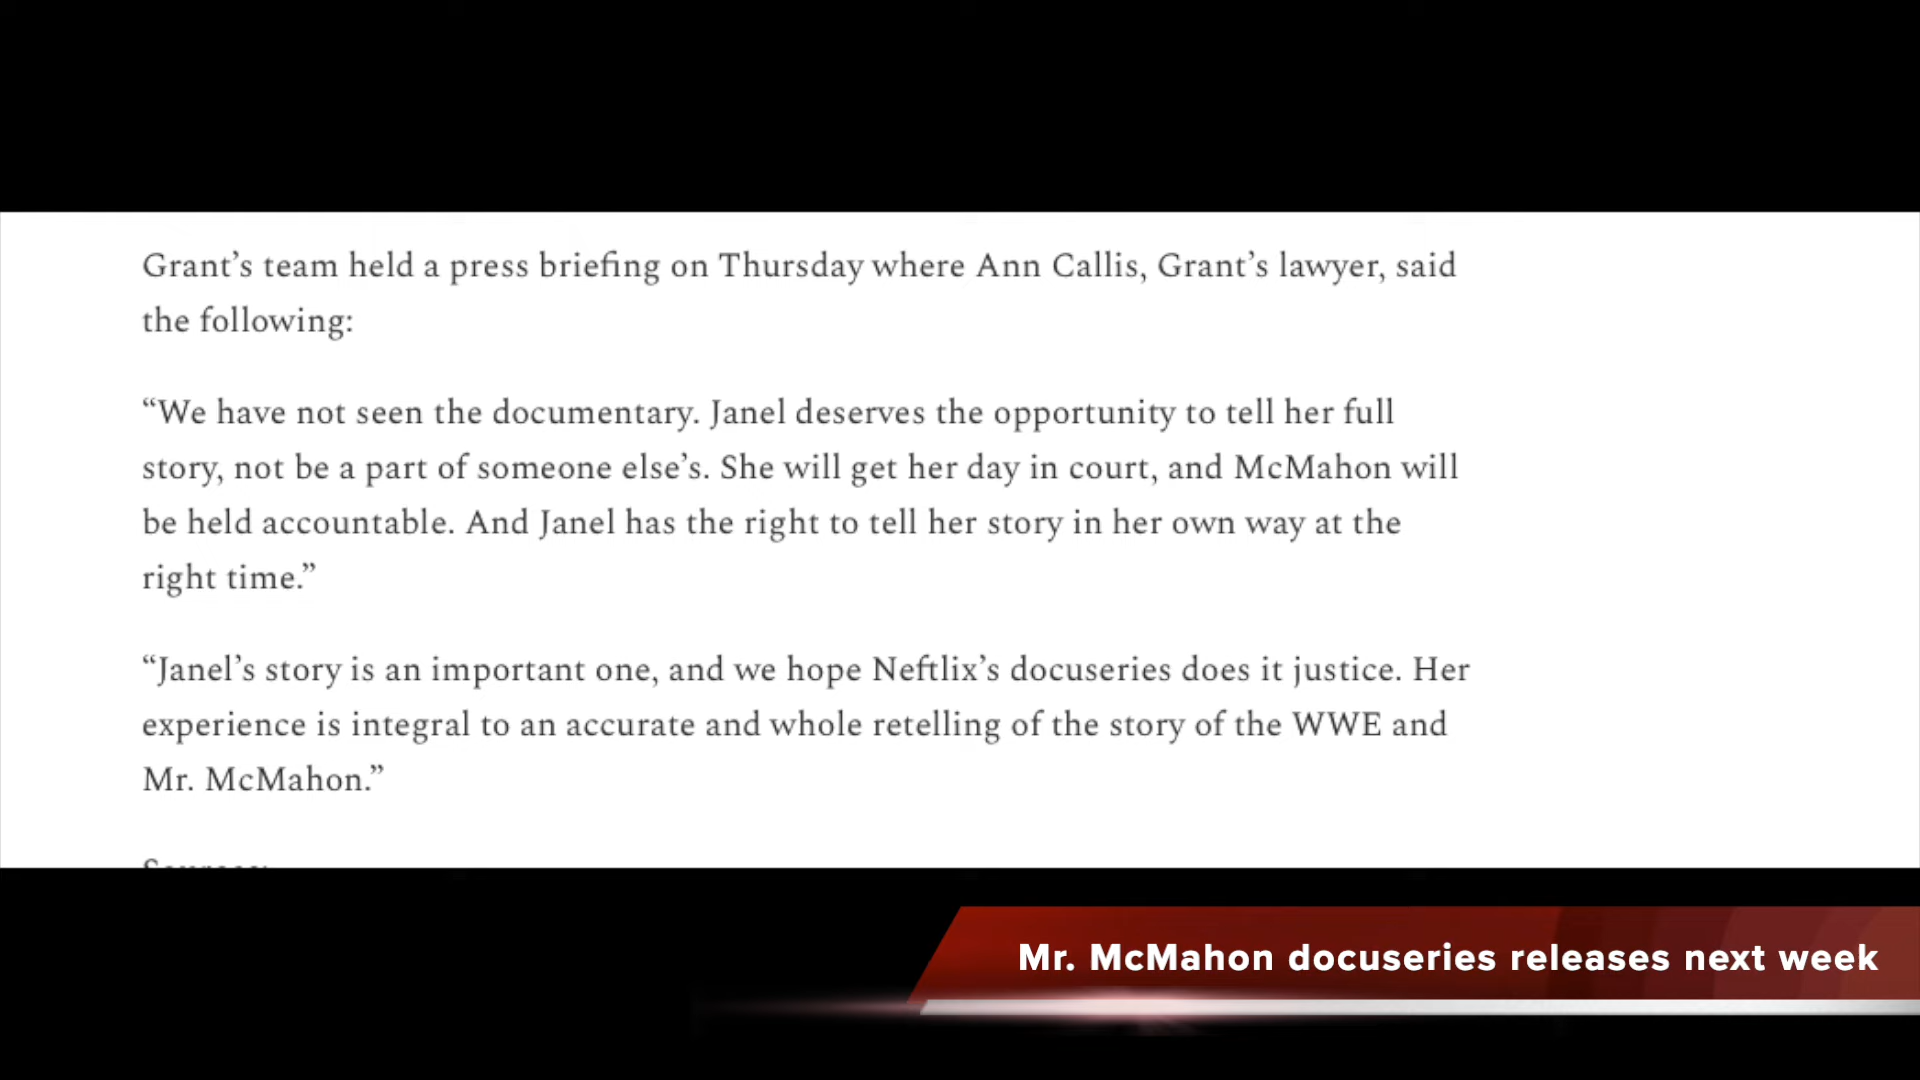 Grant’s team held a press briefing on Thursday where Ann Callis, Grant’s lawyer, said
the following:
“We have not seen the documentary. Janel deserves the opportunity to tell her full
story, not be a part of someone else’s. She will get her day in court, and McMahon will
be held accountable. And Janel has the right to tell her story in her own way at the
right time.”
“Janel’s story is an important one, and we hope Neftlix’s docuseries does it justice. Her
experience is integral to an accurate and whole retelling of the story of the WWE and
Mr. McMahon.”
Mr. McMahon docuseries releases next week